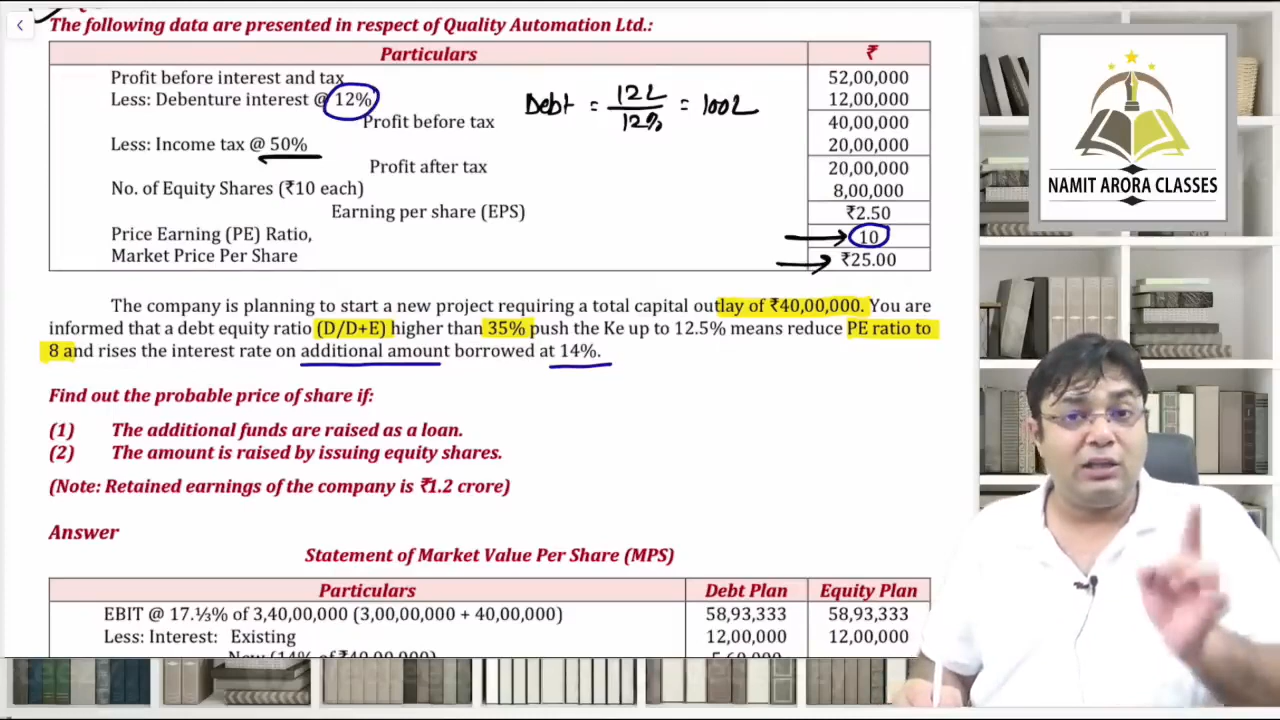 The following data are presented in respect of Quality Automation Ltd.:
Particulars ₹
Profit before interest and tax 52,00,000
Less: Debenture interest @ 12% 12,00,000
Debt = 12L / 12% = 100L
Profit before tax 40,00,000
Less: Income tax @ 50% 20,00,000
Profit after tax 20,00,000
No. of Equity Shares (₹10 each) 8,00,000
Earning per share (EPS) ₹2.50
Price Earning (PE) Ratio, 10
Market Price Per Share ₹25.00
The company is planning to start a new project requiring a total capital outlay of ₹40,00,000. You are
informed that a debt equity ratio (D/D+E) higher than 35% push the Ke up to 12.5% means reduce PE ratio to
8 and rises the interest rate on additional amount borrowed at 14%.
Find out the probable price of share if:
(1) The additional funds are raised as a loan.
(2) The amount is raised by issuing equity shares.
(Note: Retained earnings of the company is ₹1.2 crore)
Answer
Statement of Market Value Per Share (MPS)
Particulars Debt Plan Equity Plan
EBIT @ 17.⅓% of 3,40,00,000 (3,00,00,000 + 40,00,000) 58,93,333 58,93,333
Less: Interest: Existing 12,00,000 12,00,000
New (14% of ₹40,00,000) 5,60,000
NAMIT ARORA CLASSES